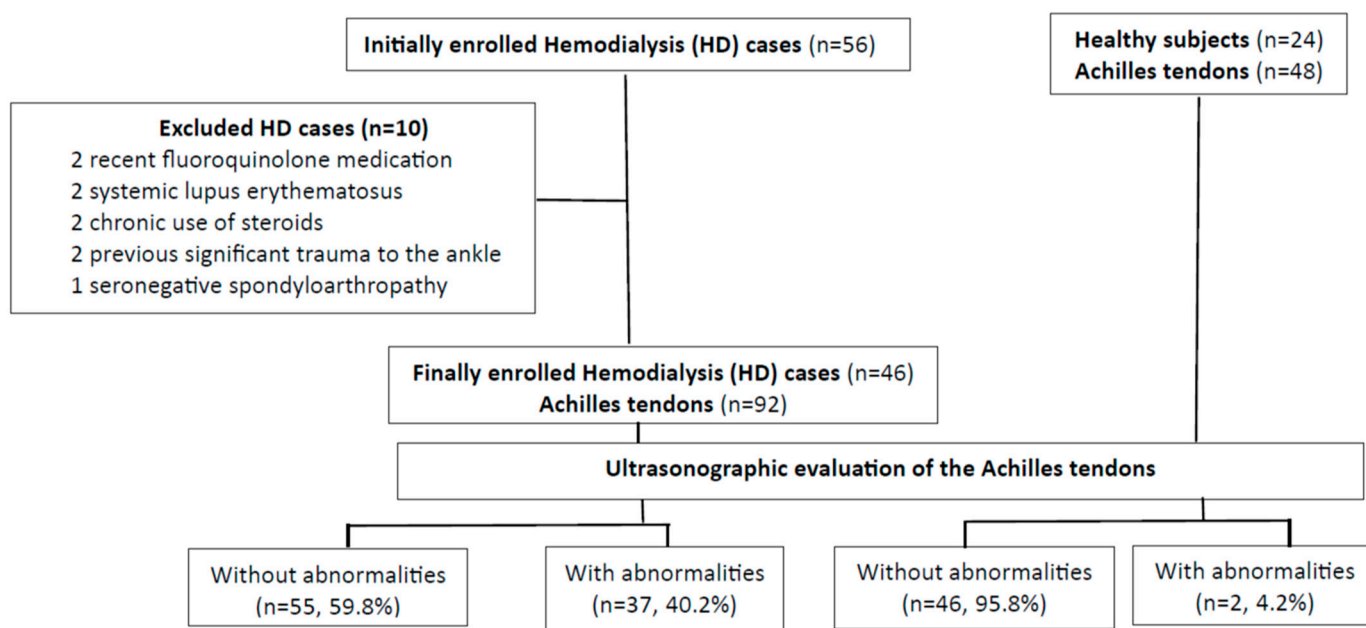 Initially enrolled Hemodialysis (HD) cases (n=56)
Healthy subjects (n=24)
Achilles tendons (n=48)
Excluded HD cases (n=10)
2 recent fluoroquinolone medication
2 systemic lupus erythematosus
2 chronic use of steroids
2 previous significant trauma to the ankle
1 seronegative spondyloarthropathy
Finally enrolled Hemodialysis (HD) cases (n=46)
Achilles tendons (n=92)
Ultrasonographic evaluation of the Achilles tendons
Without abnormalities
(n=55, 59.8%)
With abnormalities
(n=37, 40.2%)
Without abnormalities
(n=46, 95.8%)
With abnormalities
(n=2, 4.2%)